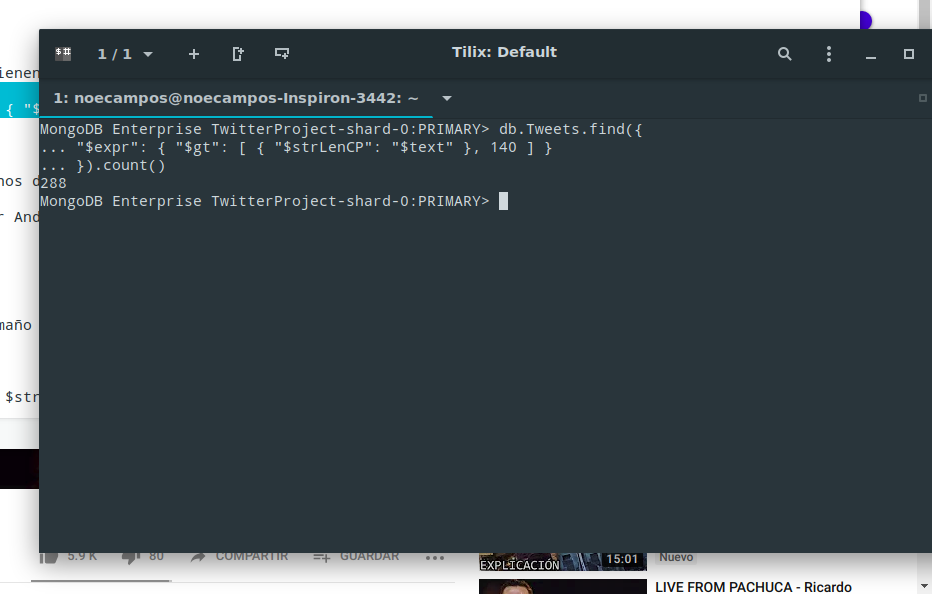 1 / 1
Tilix: Default
ienen
1: noecampos@noecampos-Inspiron-3442: ~
{ "$
MongoDB Enterprise TwitterProject-shard-0:PRIMARY> db.Tweets.find({
... "$expr": { "$gt": [ { "$strLenCP": "$text" }, 140 ] }
... }).count()
288
MongoDB Enterprise TwitterProject-shard-0:PRIMARY>
nos d
r And
maño
$str
5.9 K 80 COMPARTIR GUARDAR
EXPLICACIÓN 15:01 Nuevo
LIVE FROM PACHUCA - Ricardo